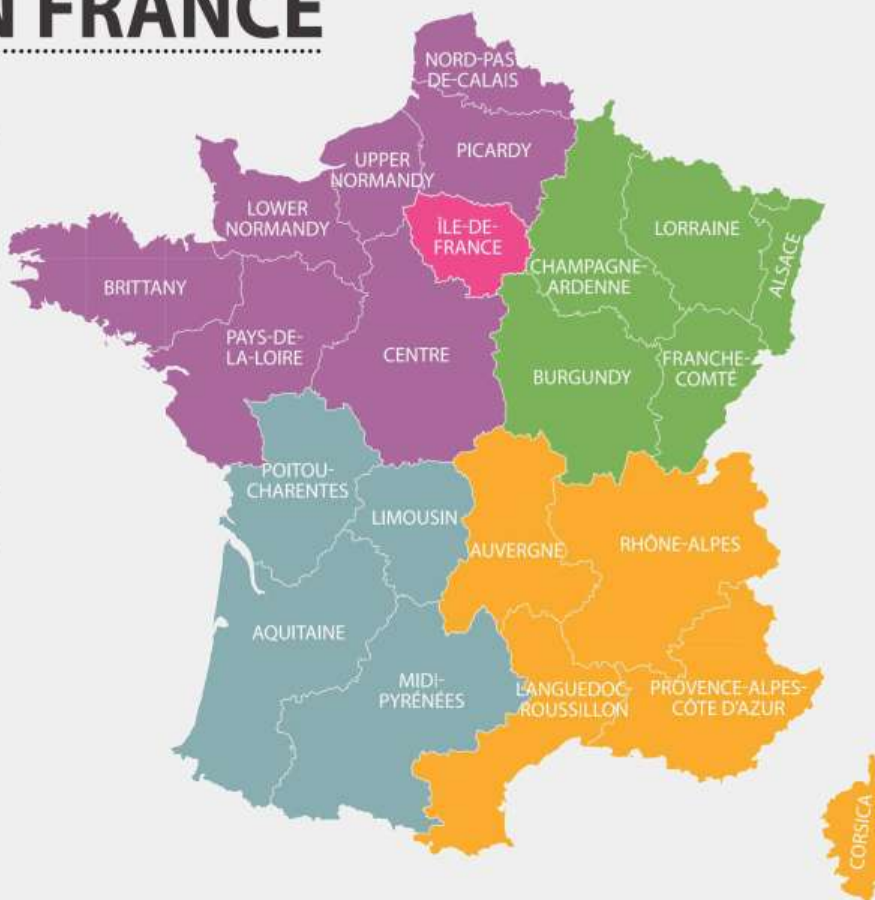 N FRANCE
NORD-PAS
DE-CALAIS
PICARDY
UPPER
NORMANDY
LOWER
NORMANDY
ÎLE-DE-
FRANCE
LORRAINE
ALSACE
CHAMPAGNE-
ARDENNE
BRITTANY
PAYS-DE-
LA-LOIRE
CENTRE
BURGUNDY
FRANCHE-
COMTÉ
POITOU-
CHARENTES
LIMOUSIN
AUVERGNE
RHÔNE-ALPES
AQUITAINE
MIDI-
PYRÉNÉES
LANGUEDOC-
ROUSSILLON
PROVENCE-ALPES-
CÔTE D'AZUR
CORSICA